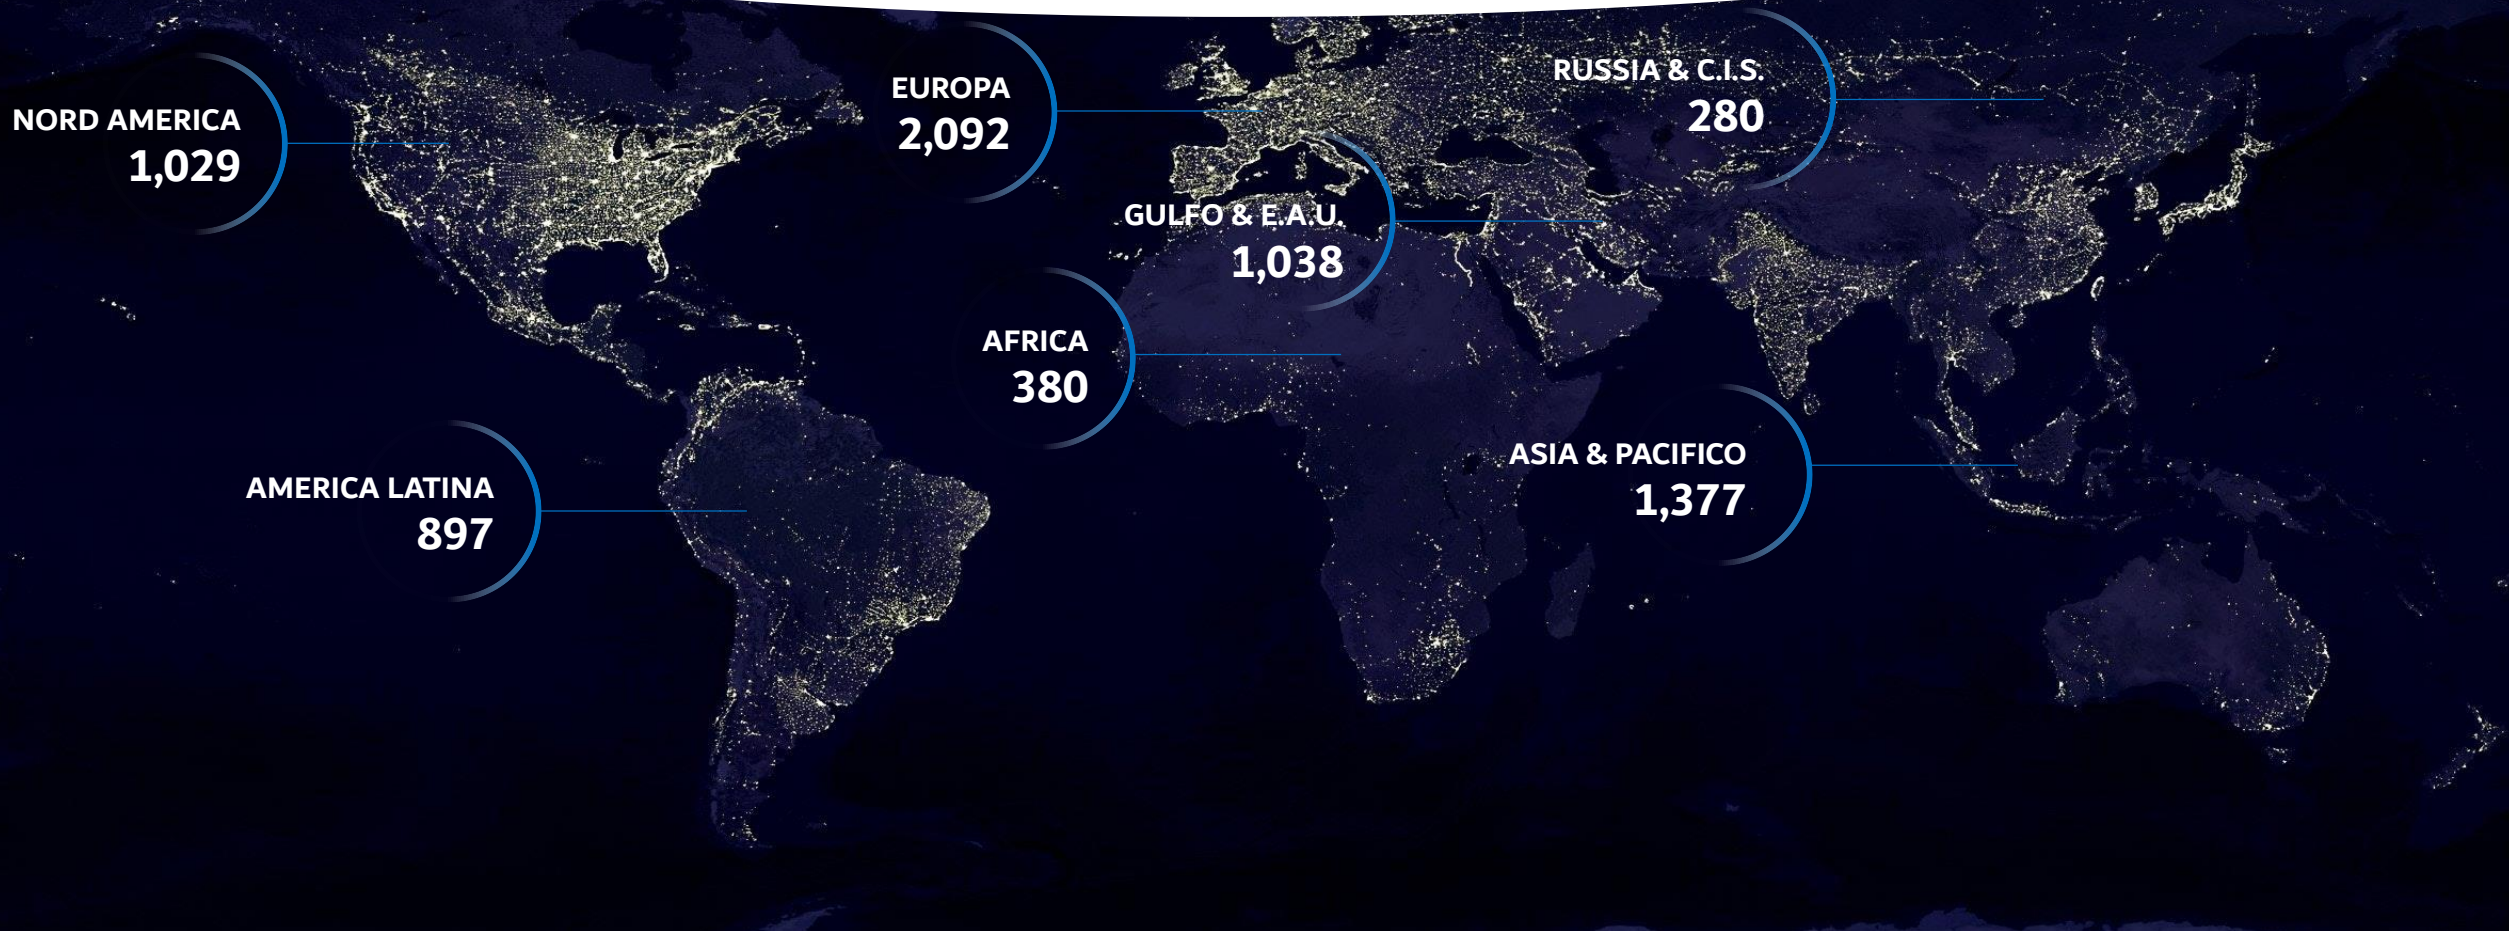 NORD AMERICA
1,029
EUROPA
2,092
RUSSIA & C.I.S.
280
GULFO & E.A.U.
1,038
AFRICA
380
ASIA & PACIFICO
1,377
AMERICA LATINA
897